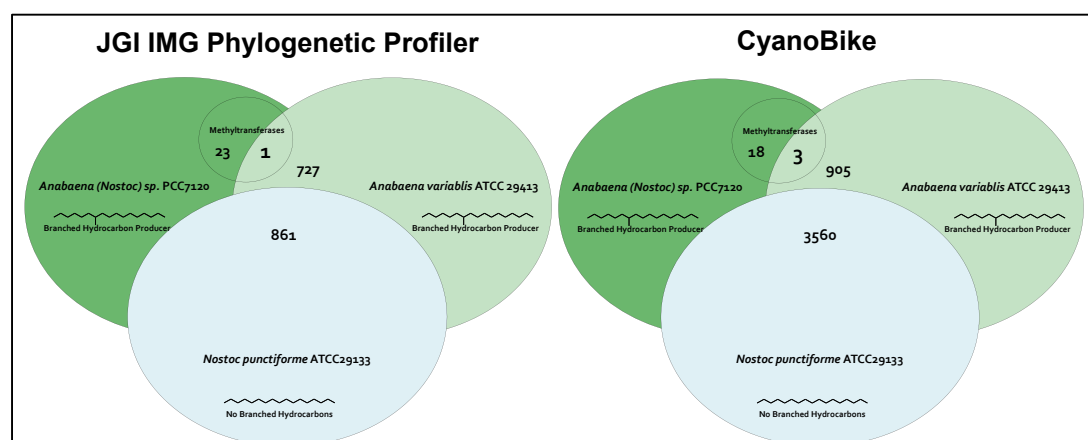 JGI IMG Phylogenetic Profiler
Methyltransferases
23 1
727
Anabaena (Nostoc) sp. PCC7120
Anabaena variablis ATCC 29413
Branched Hydrocarbon Producer
Branched Hydrocarbon Producer
861
Nostoc punctiforme ATCC29133
No Branched Hydrocarbons
CyanoBike
Methyltransferases
18 3
905
Anabaena (Nostoc) sp. PCC7120
Anabaena variablis ATCC 29413
Branched Hydrocarbon Producer
Branched Hydrocarbon Producer
3560
Nostoc punctiforme ATCC29133
No Branched Hydrocarbons